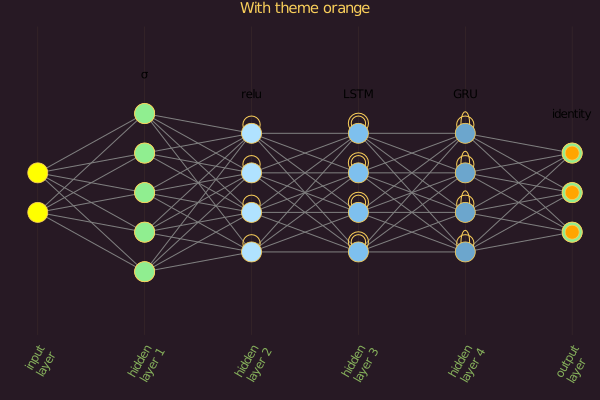 With theme orange
σ
relu
LSTM
GRU
identity
input
layer
hidden
layer 1
hidden
layer 2
hidden
layer 3
hidden
layer 4
output
layer